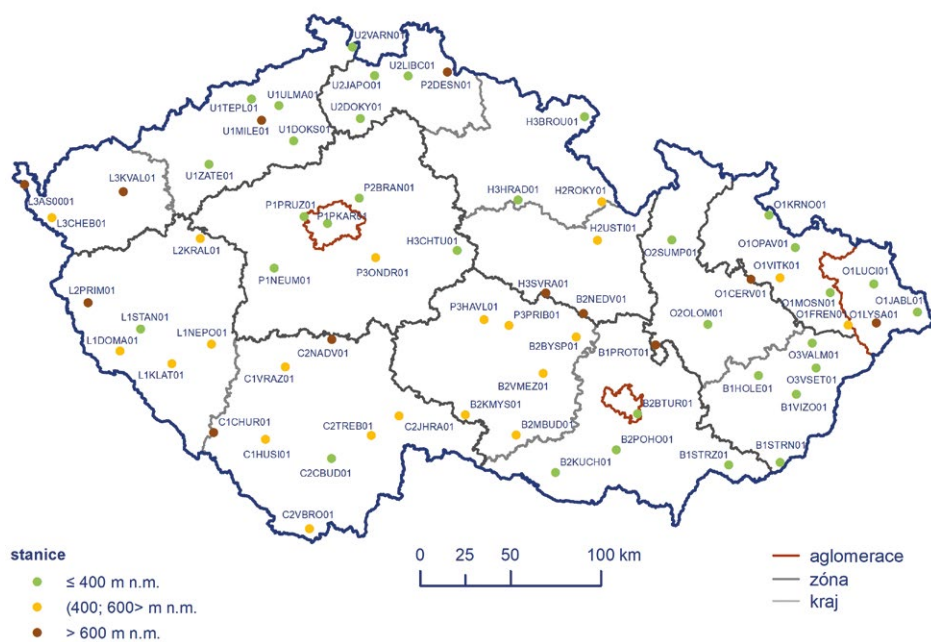 U2VARN01
U2LIBC01
U2JAPO01
P2DESN01
U1ULMA01
U1TEPL01
U2DOKY01
U1MILE01
H3BROU01
U1DOKS01
U1ZATE01
L3KVAL01
P2BRAN01
H3HRAD01
H2ROKY01
L3AS0001
O1KRNO01
P1PRUZ01
P1PKAR01
L3CHEB01
H2USTI01
H3CHTU01
L2KRAL01
O2SUMP01
O1OPAV01
P3ONDR01
O1VITK01
P1NEUM01
O1LUCI01
H3SVRA01
O1CERV01
L2PRIM01
B2NEDV01
O1MOSN01
O1JABL01
P3HAVL01
P3PRIB01
O1FREN01
O1LYSA01
L1STAN01
O2OLOM01
L1NEPO01
L1DOMA01
C2NADV01
B2BYSP01
B1PROT01
O3VALM01
L1KLAT01
C1VRAZ01
O3VSET01
B2VMEZ01
B1HOLE01
B1VIZO01
B2KMYS01
B2BTUR01
C1CHUR01
C2TREB01
C2JHRA01
B2MBUD01
C1HUSI01
B2POHO01
B1STRN01
B2KUCH01
B1STRZ01
C2CBUD01
C2VBRO01
stanice
≤ 400 m n.m.
(400; 600> m n.m.
> 600 m n.m.
0 25 50 100 km
aglomerace
zóna
kraj